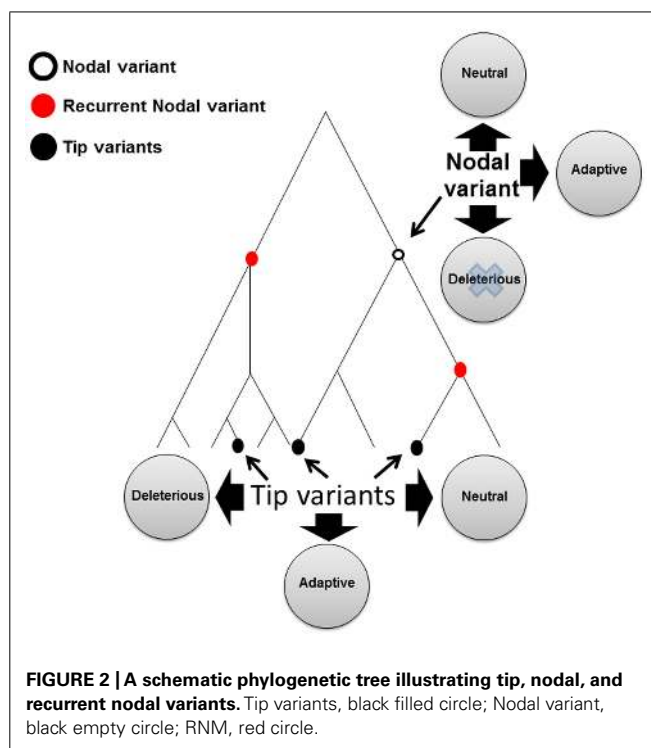 Nodal variant
Recurrent Nodal variant
Tip variants
Neutral
Nodal
variant
Adaptive
Deleterious
Deleterious
Tip variants
Neutral
Adaptive
FIGURE 2 | A schematic phylogenetic tree illustrating tip, nodal, and
recurrent nodal variants. Tip variants, black filled circle; Nodal variant,
black empty circle; RNM, red circle.